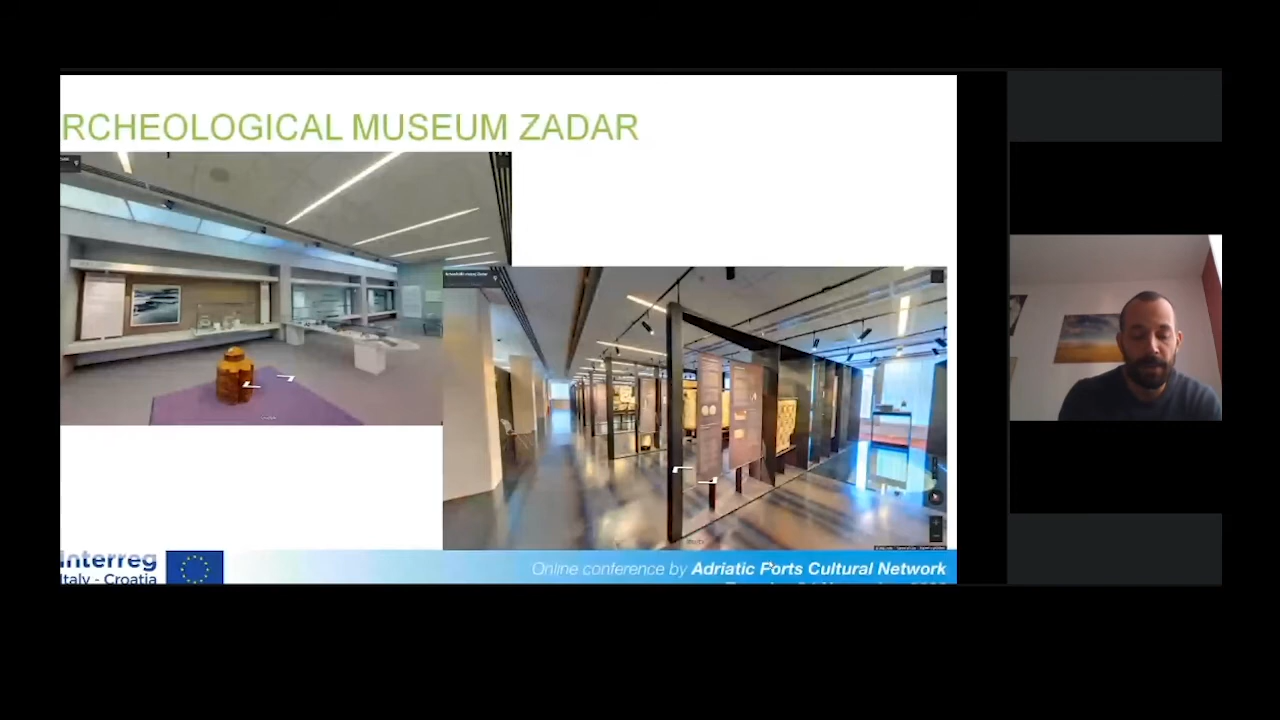 RCHEOLOGICAL MUSEUM ZADAR
Interreg
Italy - Croatia
Online conference by Adriatic Ports Cultural Network